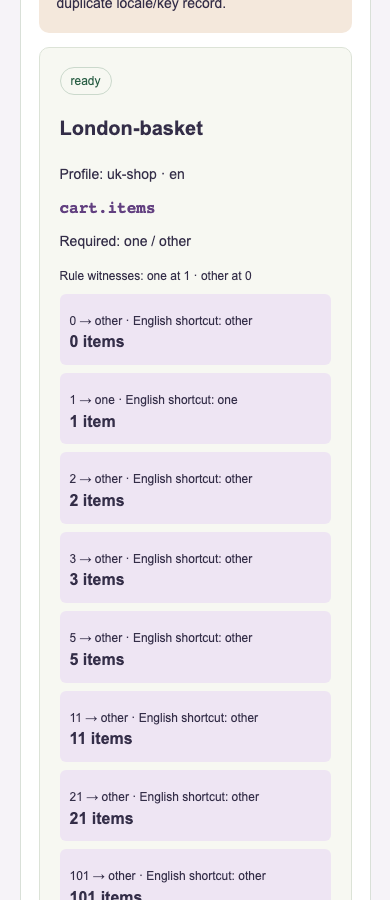 duplicate locale/key record.
ready
London-basket
Profile: uk-shop · en
cart.items
Required: one / other
Rule witnesses: one at 1 · other at 0
0 → other · English shortcut: other
0 items
1 → one · English shortcut: one
1 item
2 → other · English shortcut: other
2 items
3 → other · English shortcut: other
3 items
5 → other · English shortcut: other
5 items
11 → other · English shortcut: other
11 items
21 → other · English shortcut: other
21 items
101 → other · English shortcut: other
101 items